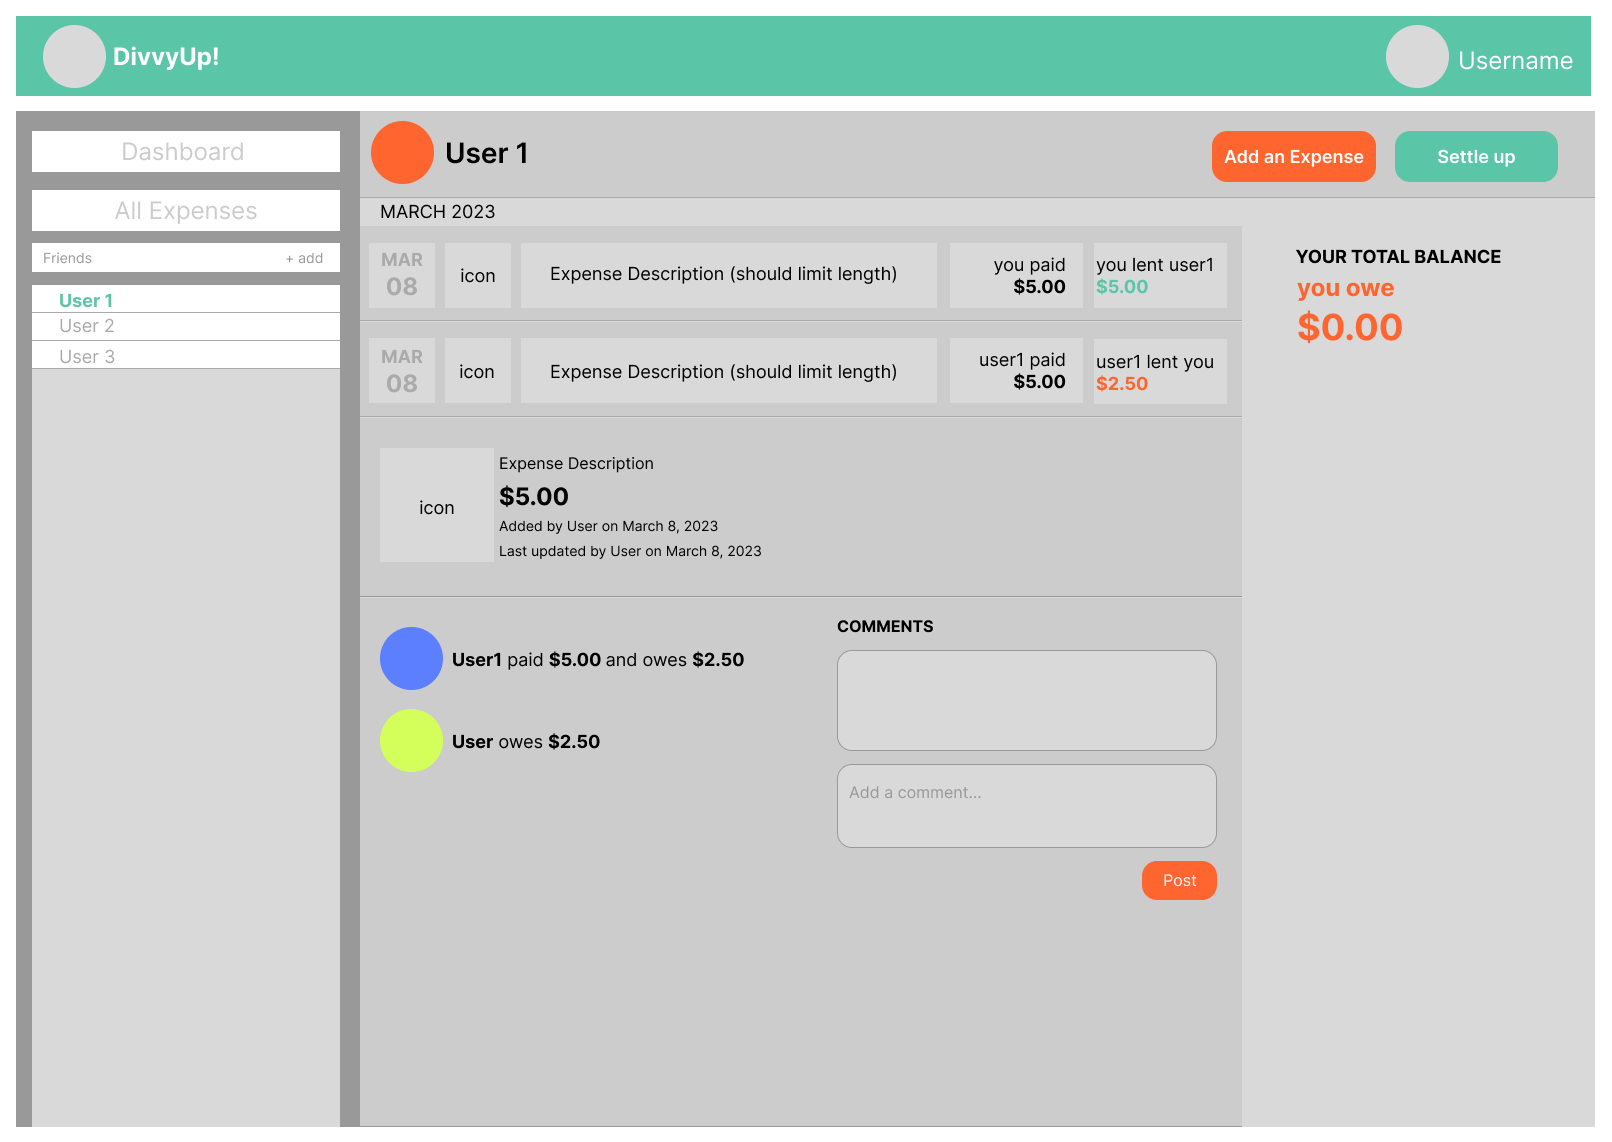 DivvyUp!
Username
Dashboard
All Expenses
Friends
+ add
User 1
User 2
User 3
User 1
Add an Expense
Settle up
MARCH 2023
MAR
08
icon
Expense Description (should limit length)
you paid
$5.00
you lent user1
$5.00
MAR
08
icon
Expense Description (should limit length)
user1 paid
$5.00
user1 lent you
$2.50
icon
Expense Description
$5.00
Added by User on March 8, 2023
Last updated by User on March 8, 2023
User1 paid $5.00 and owes $2.50
User owes $2.50
COMMENTS
Add a comment...
Post
YOUR TOTAL BALANCE
you owe
$0.00